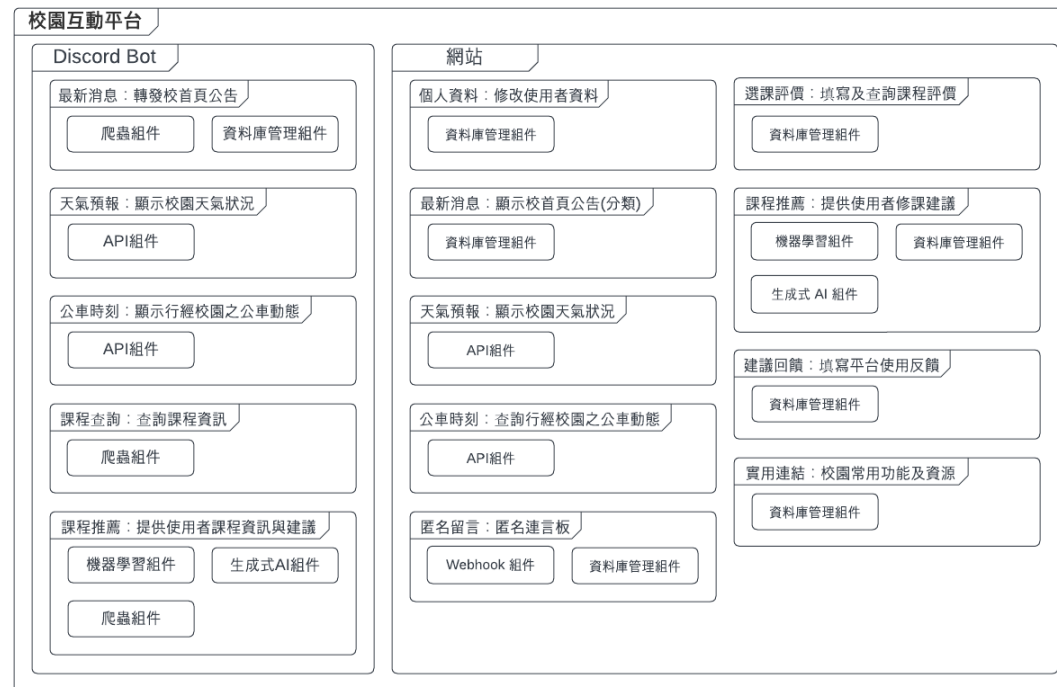 校園互動平台
Discord Bot
最新消息：轉發校首頁公告
爬蟲組件
資料庫管理組件
天氣預報：顯示校園天氣狀況
API組件
公車時刻：顯示行經校園之公車動態
API組件
課程查詢：查詢課程資訊
爬蟲組件
課程推薦：提供使用者課程資訊與建議
機器學習組件
生成式AI組件
爬蟲組件
網站
個人資料：修改使用者資料
資料庫管理組件
最新消息：顯示校首頁公告(分類)
資料庫管理組件
天氣預報：顯示校園天氣狀況
API組件
公車時刻：查詢行經校園之公車動態
API組件
匿名留言：匿名連言板
Webhook 組件
資料庫管理組件
選課評價：填寫及查詢課程評價
資料庫管理組件
課程推薦：提供使用者修課建議
機器學習組件
資料庫管理組件
生成式 AI 組件
建議回饋：填寫平台使用反饋
資料庫管理組件
實用連結：校園常用功能及資源
資料庫管理組件